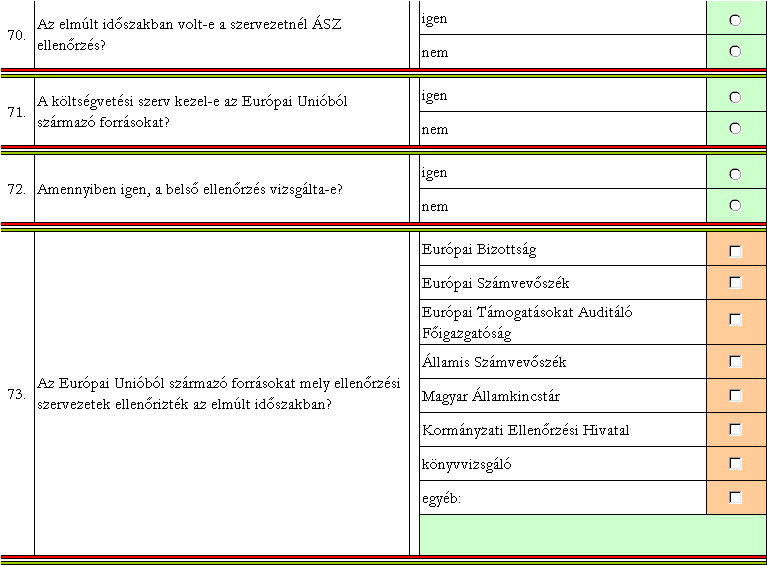 70.
Az elmúlt időszakban volt-e a szervezetnél ÁSZ
ellenőrzés?
igen
nem
71.
A költségvetési szerv kezel-e az Európai Unióból
származó forrásokat?
igen
nem
72.
Amennyiben igen, a belső ellenőrzés vizsgálta-e?
igen
nem
73.
Az Európai Unióból származó forrásokat mely ellenőrzési
szervezetek ellenőrizték az elmúlt időszakban?
Európai Bizottság
Európai Számvevőszék
Európai Támogatásokat Auditáló
Főigazgatóság
Államis Számvevőszék
Magyar Államkincstár
Kormányzati Ellenőrzési Hivatal
könyvvizsgáló
egyéb: